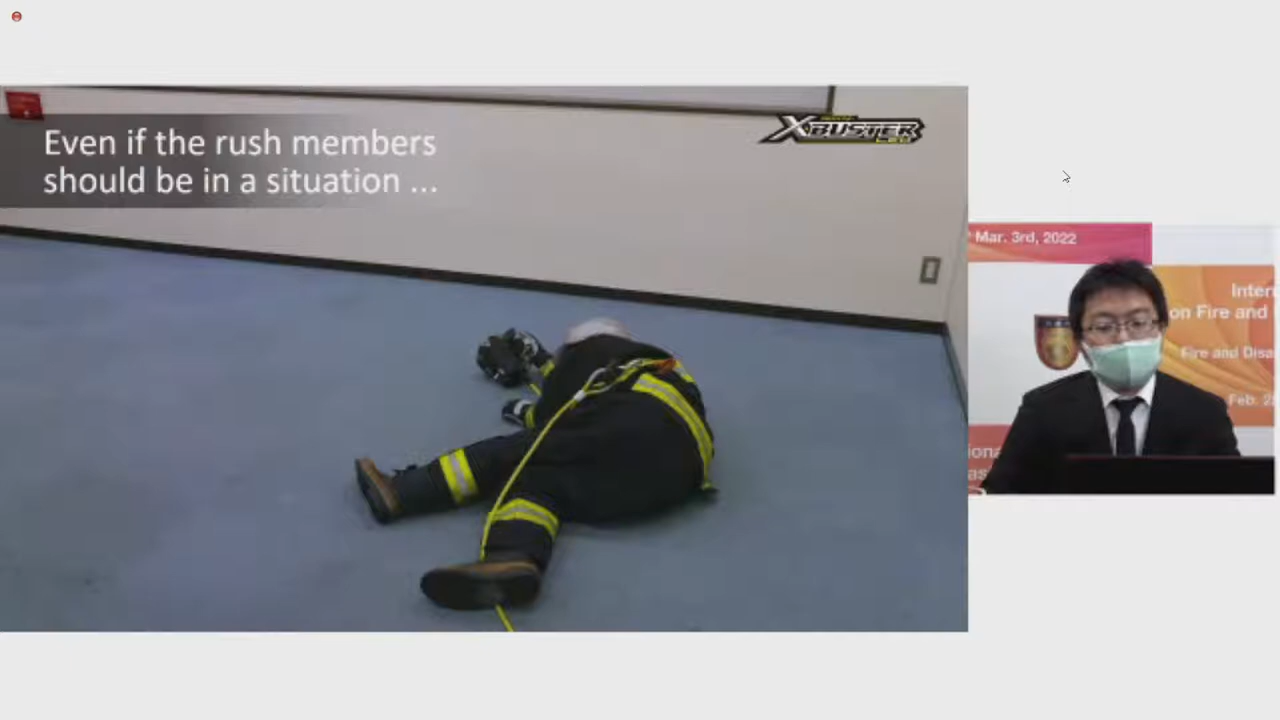 Even if the rush members
should be in a situation ...
XBUSTER
Mar. 3rd, 2022
Intern
on Fire and
Fire and Disa
Feb. 2
iona
as